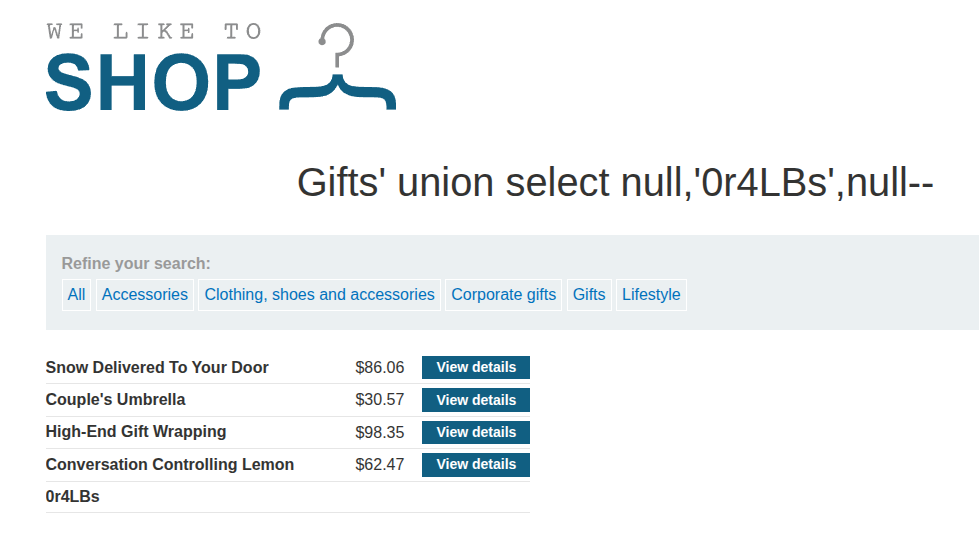 WE LIKE TO
SHOP
Gifts' union select null,'0r4LBs',null--
Refine your search:
All Accessories Clothing, shoes and accessories Corporate gifts Gifts Lifestyle
Snow Delivered To Your Door $86.06 View details
Couple's Umbrella $30.57 View details
High-End Gift Wrapping $98.35 View details
Conversation Controlling Lemon $62.47 View details
0r4LBs